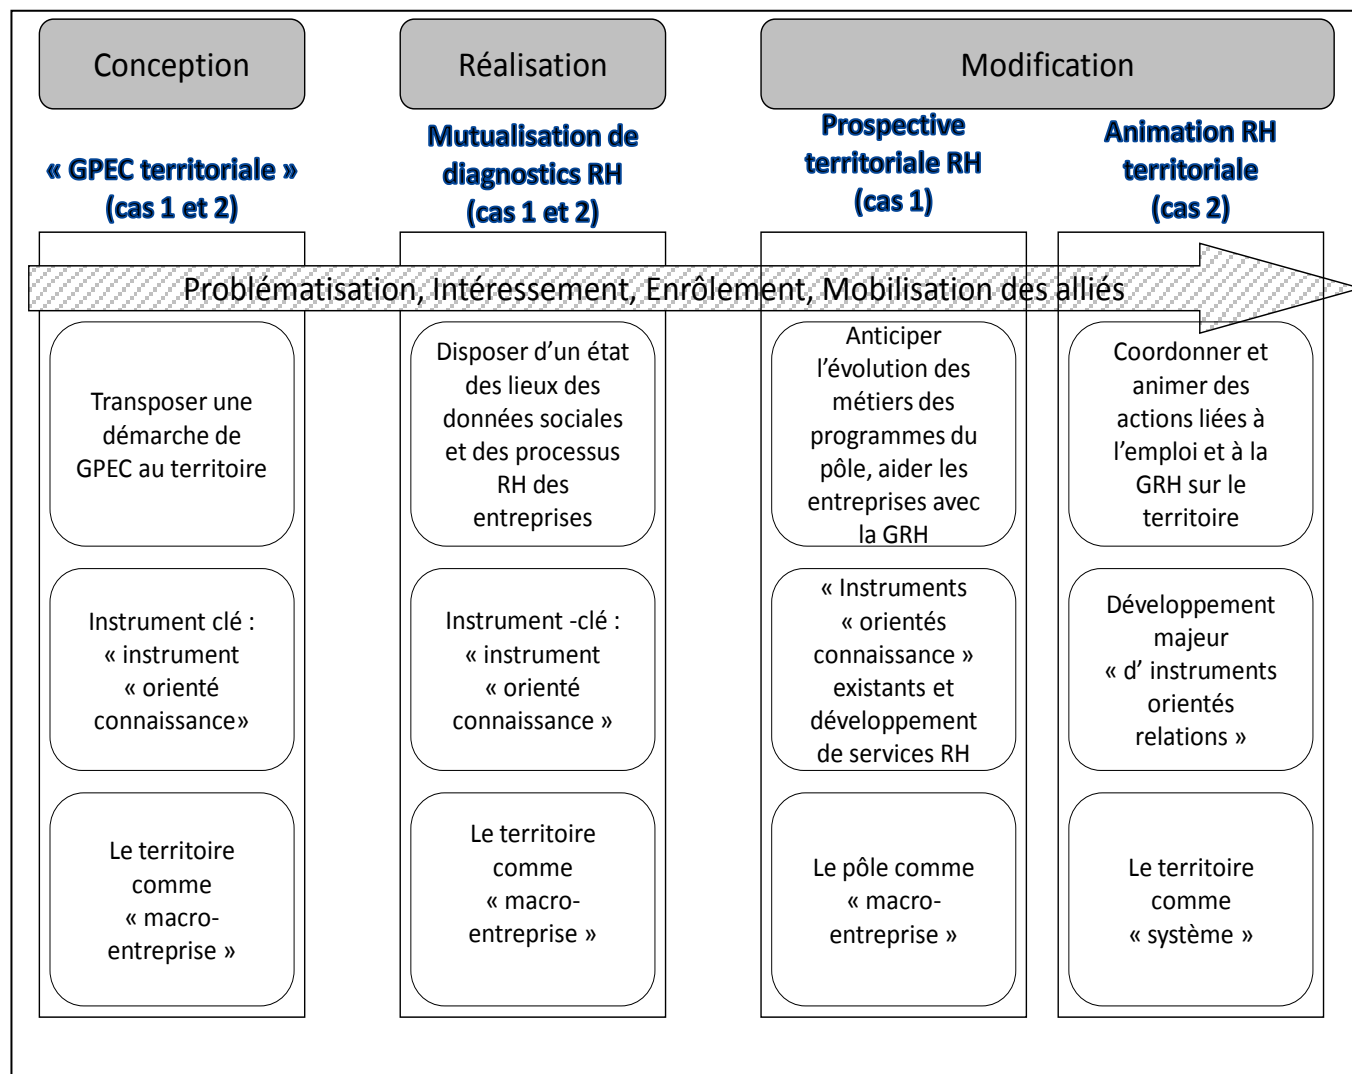 Conception
Réalisation
Modification
« GPEC territoriale »
(cas 1 et 2)
Mutualisation de
diagnostics RH
(cas 1 et 2)
Prospective
territoriale RH
(cas 1)
Animation RH
territoriale
(cas 2)
Problématisation, Intéressement, Enrôlement, Mobilisation des alliés
Transposer une
démarche de
GPEC au territoire
Disposer d’un état
des lieux des
données sociales
et des processus
RH des
entreprises
Anticiper
l’évolution des
métiers des
programmes du
pôle, aider les
entreprises avec
la GRH
Coordonner et
animer des
actions liées à
l’emploi et à la
GRH sur le
territoire
Instrument clé :
« instrument
« orienté
connaissance»
Instrument -clé :
« instrument
« orienté
connaissance »
« Instruments
« orientés
connaissance »
existants et
développement
de services RH
Développement
majeur
« d’ instruments
orientés
relations »
Le territoire
comme
« macro-
entreprise »
Le territoire
comme
« macro-
entreprise »
Le pôle comme
« macro-
entreprise »
Le territoire
comme
« système »